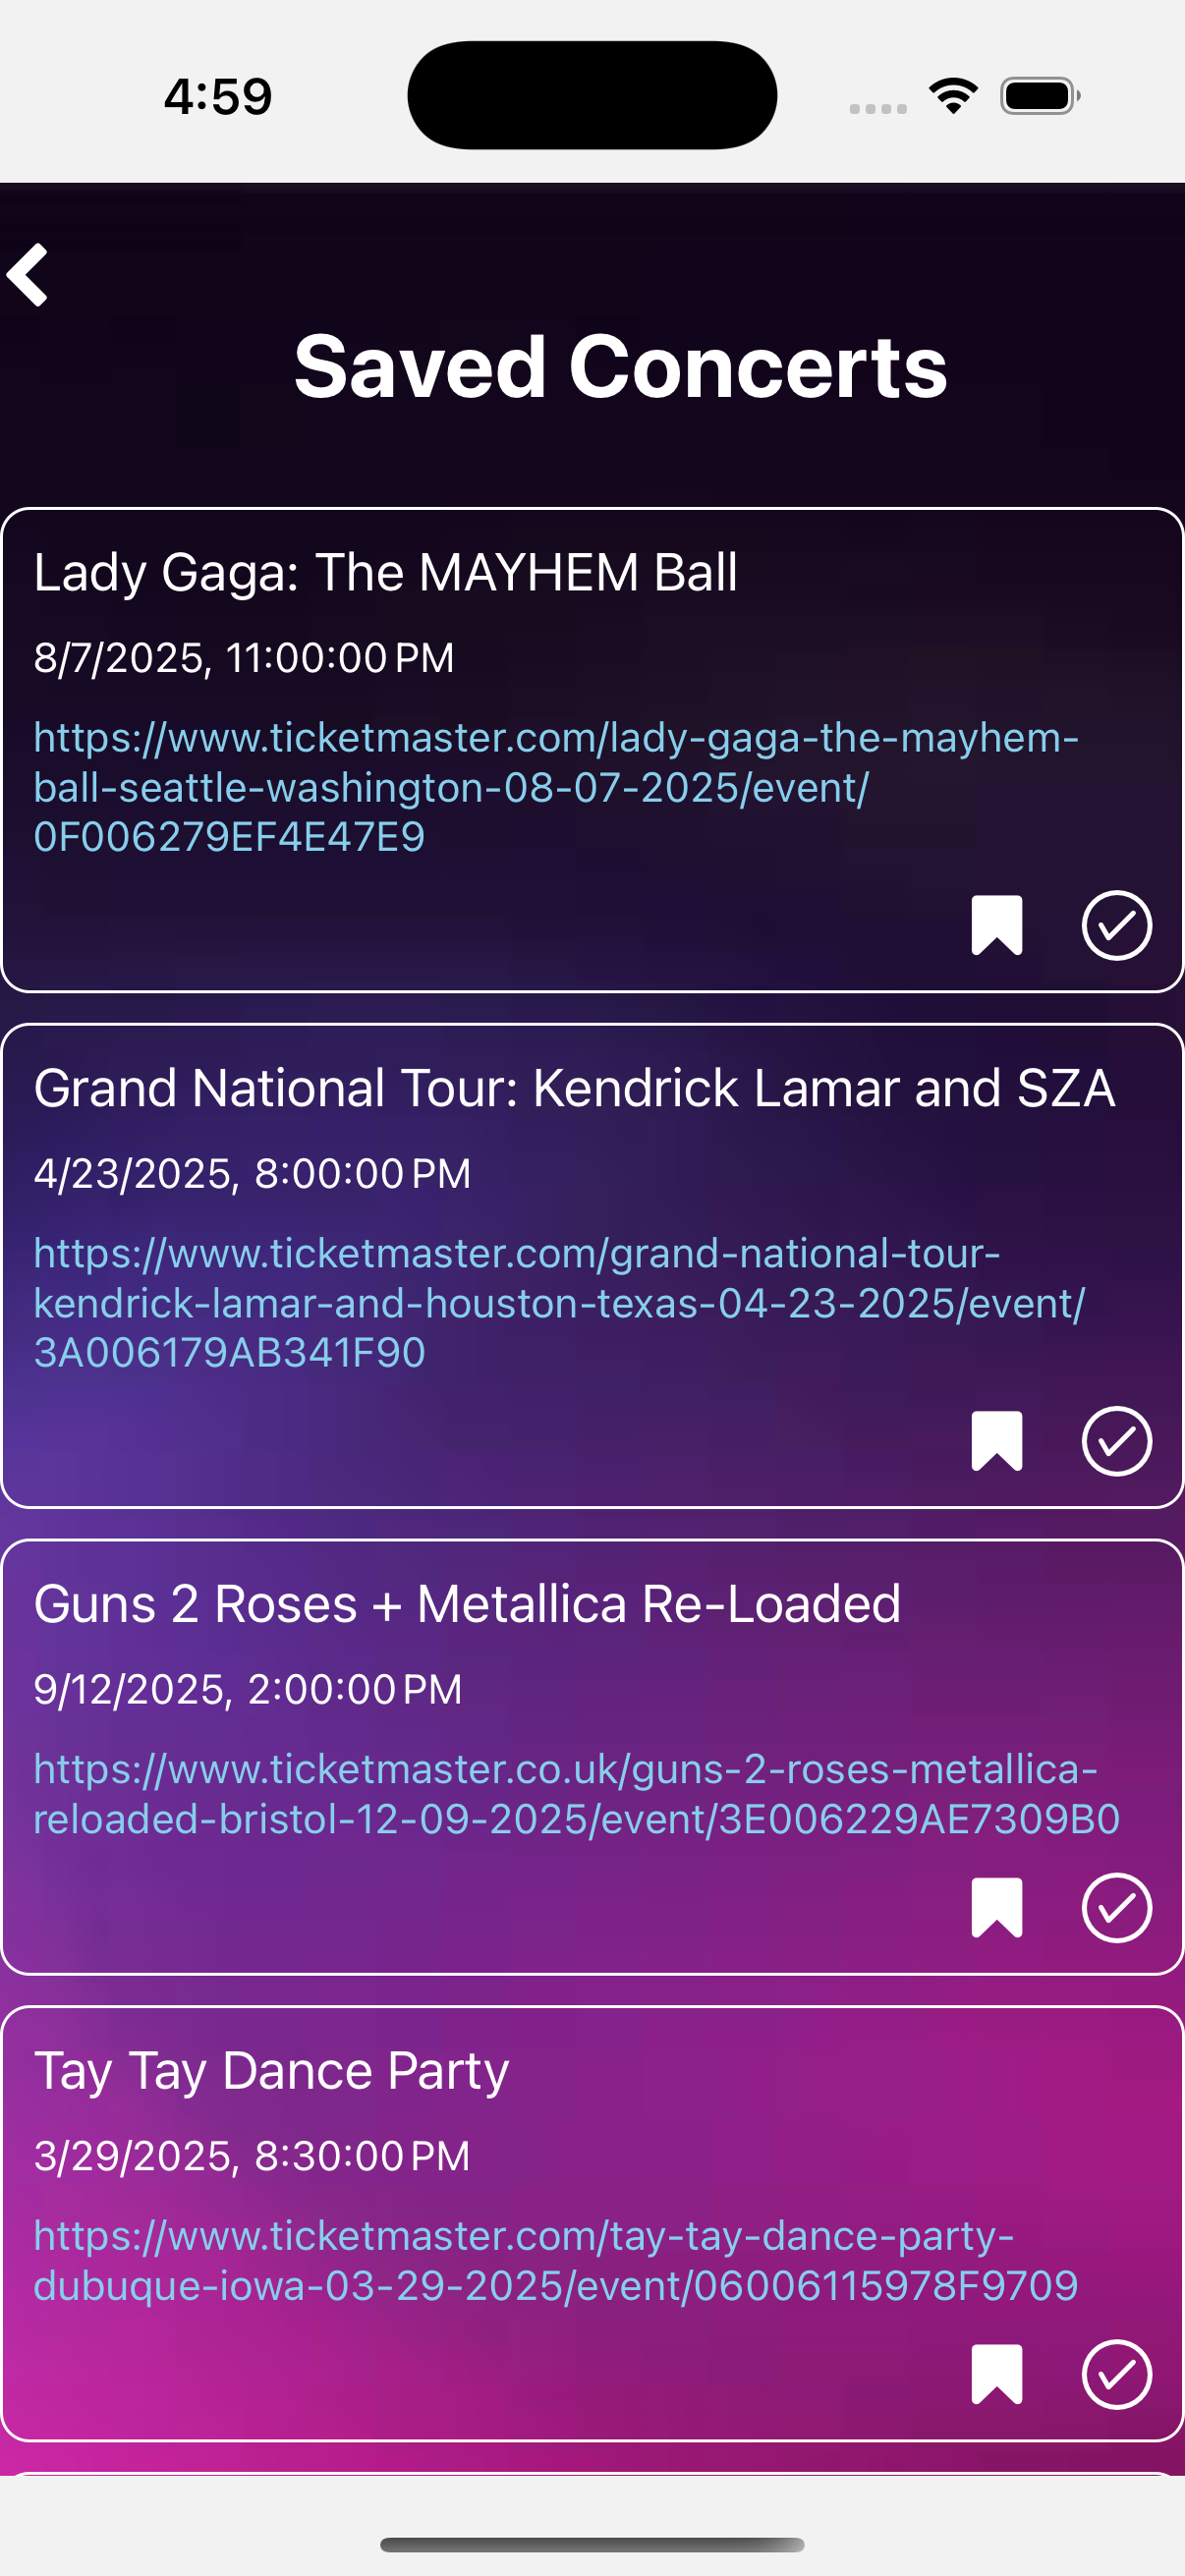 4:59
Saved Concerts
Lady Gaga: The MAYHEM Ball
8/7/2025, 11:00:00 PM
https://www.ticketmaster.com/lady-gaga-the-mayhem-
ball-seattle-washington-08-07-2025/event/
0F006279EF4E47E9
Grand National Tour: Kendrick Lamar and SZA
4/23/2025, 8:00:00 PM
https://www.ticketmaster.com/grand-national-tour-
kendrick-lamar-and-houston-texas-04-23-2025/event/
3A006179AB341F90
Guns 2 Roses + Metallica Re-Loaded
9/12/2025, 2:00:00 PM
https://www.ticketmaster.co.uk/guns-2-roses-metallica-
reloaded-bristol-12-09-2025/event/3E006229AE7309B0
Tay Tay Dance Party
3/29/2025, 8:30:00 PM
https://www.ticketmaster.com/tay-tay-dance-party-
dubuque-iowa-03-29-2025/event/06006115978F9709